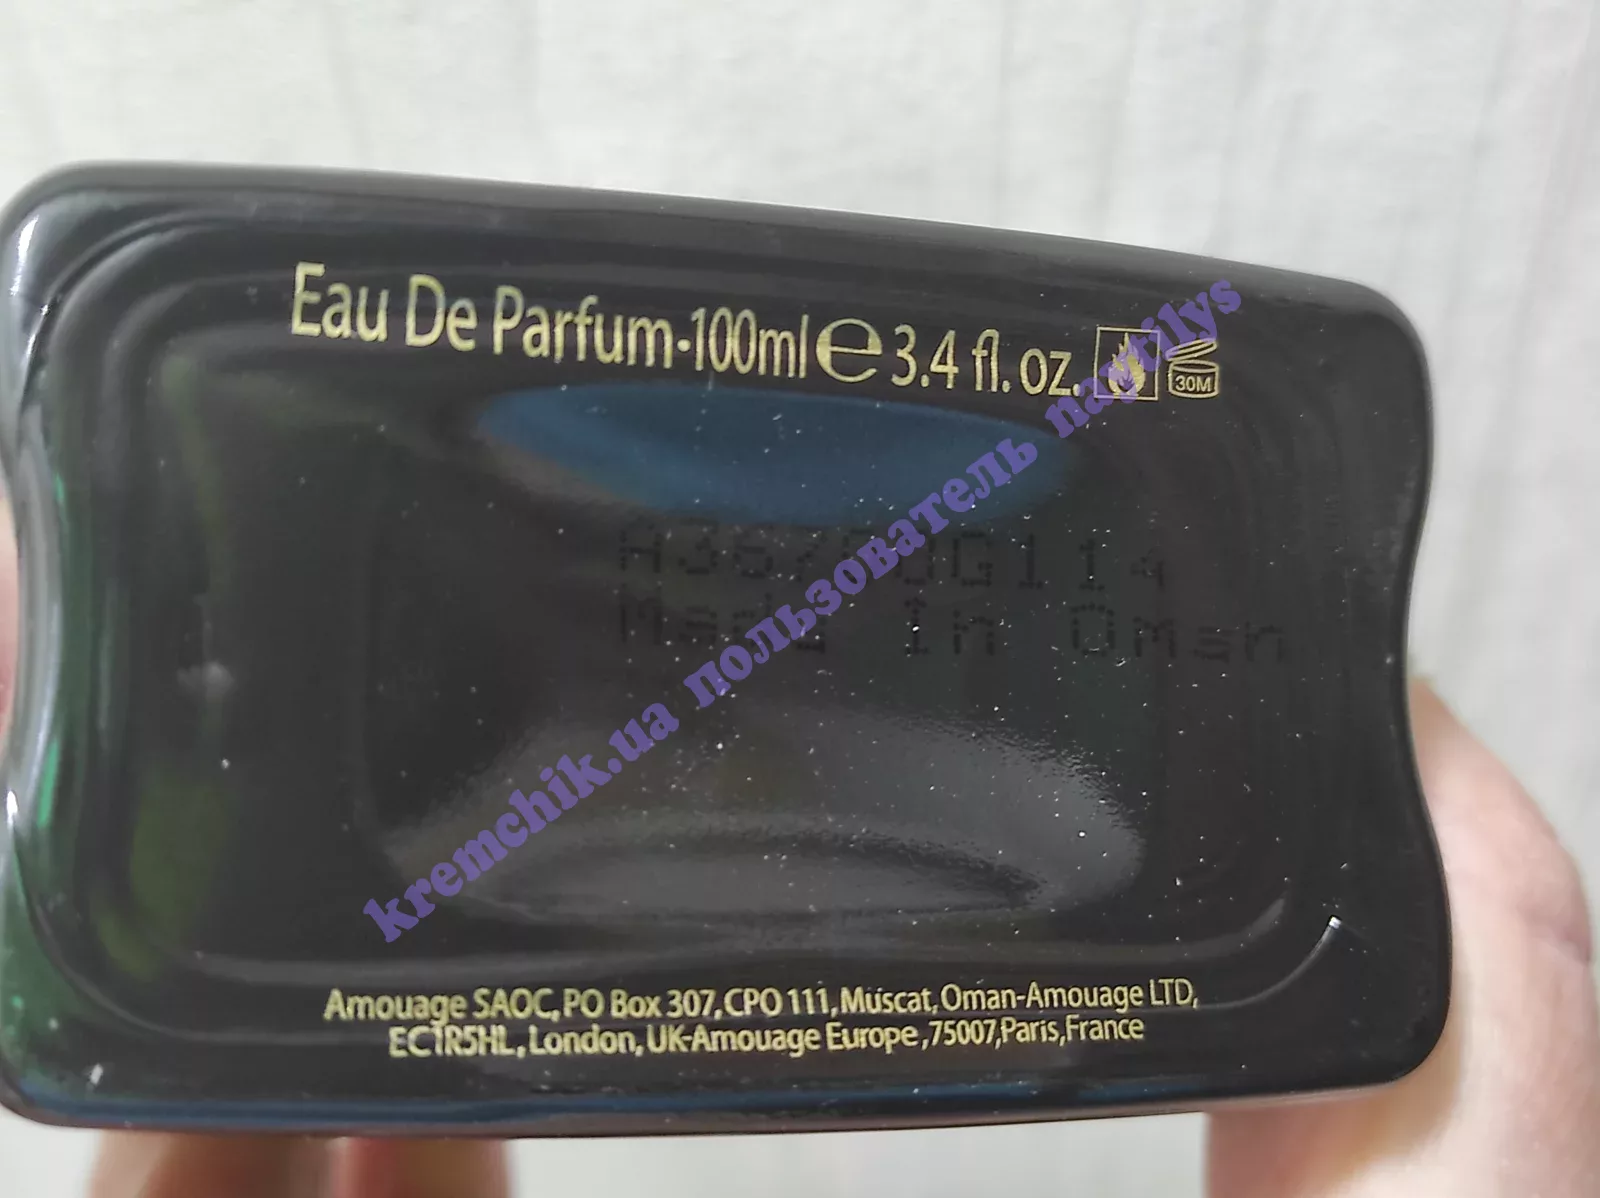 Eau De Parfum·100ml ℮ 3.4 fl. oz.
30M
Made In Oman
kremchik.ua пользователь naytilys
Amouage SAOC, PO Box 307, CPO 111, Muscat, Oman-Amouage LTD,
EC1R5HL, London, UK-Amouage Europe ,75007,Paris,France